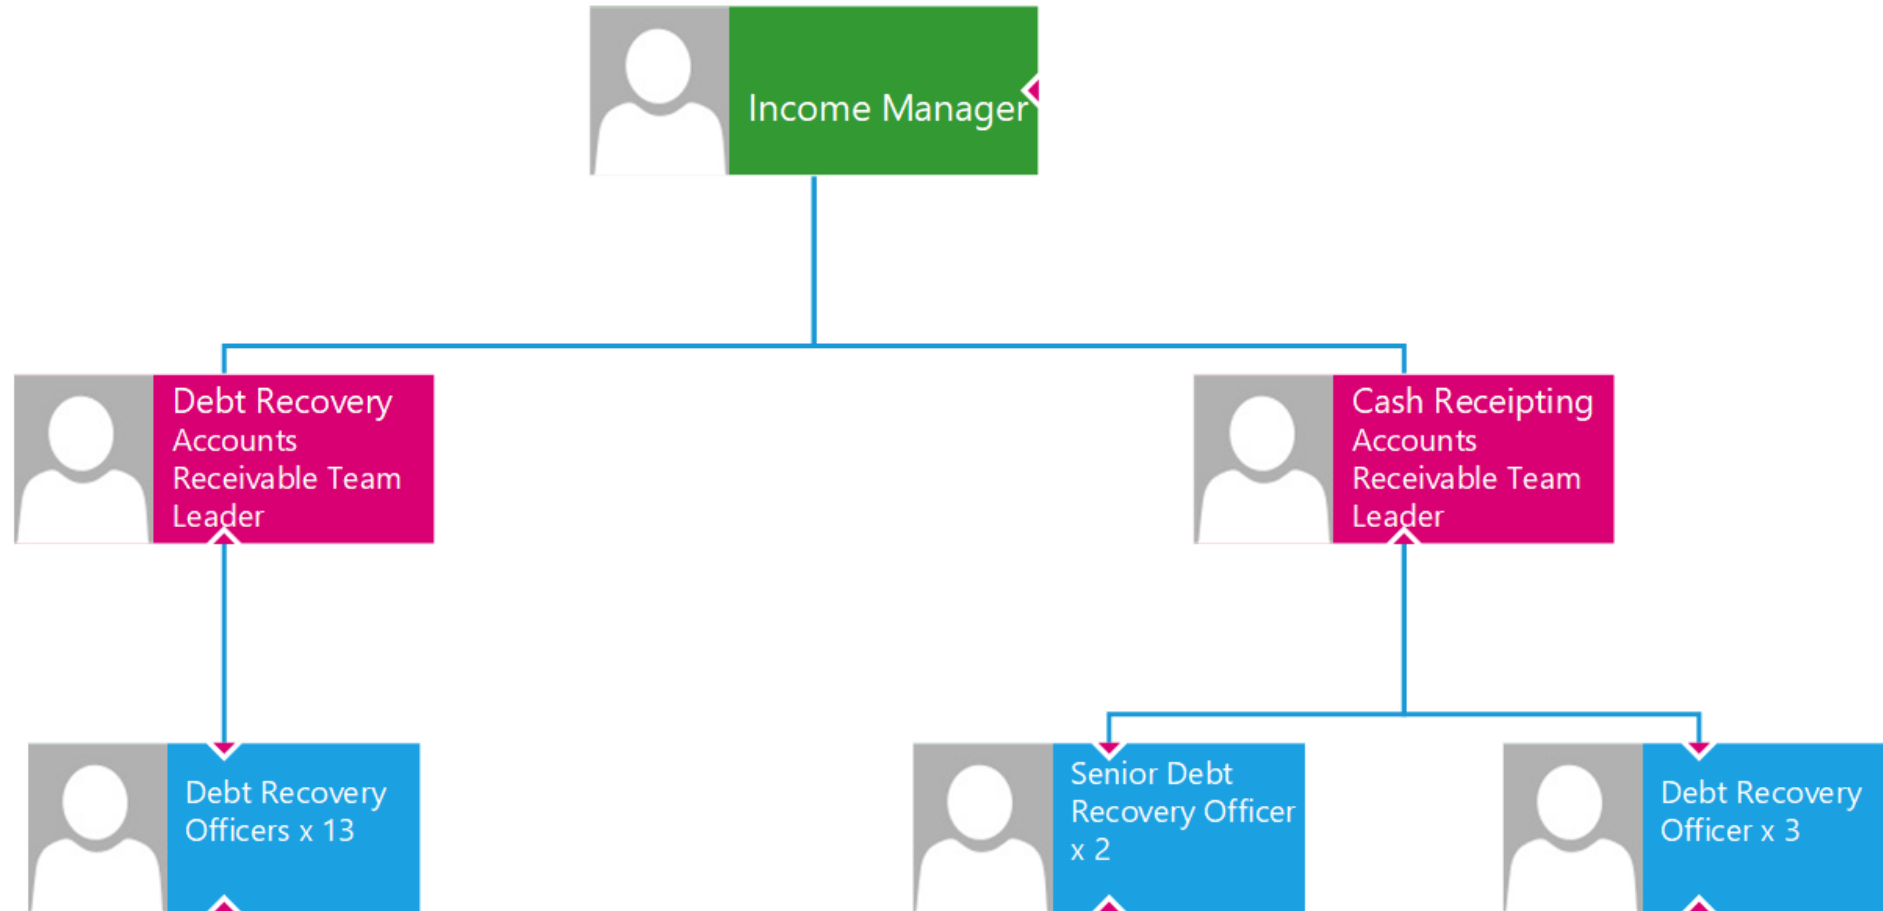 Income Manager
Debt Recovery
Accounts
Receivable Team
Leader
Cash Receipting
Accounts
Receivable Team
Leader
Debt Recovery
Officers x 13
Senior Debt
Recovery Officer
x 2
Debt Recovery
Officer x 3